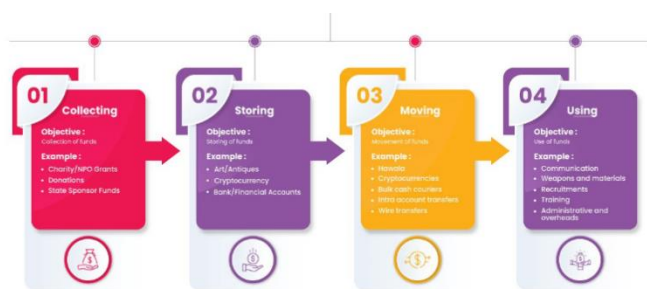 01
Collecting
Objective :
Collection of funds
Example :
• Charity/NPO Grants
• Donations
• State Sponsor Funds
02
Storing
Objective :
Storing of funds
Example :
• Art/Antiques
• Cryptocurrency
• Bank/Financial Accounts
03
Moving
Objective :
Movement of funds
Example :
• Hawala
• Cryptocurrencies
• Bulk cash couriers
• Intra account transfers
• Wire transfers
04
Using
Objective :
Use of funds
Example :
• Communication
• Weapons and materials
• Recruitments
• Training
• Administrative and
overheads